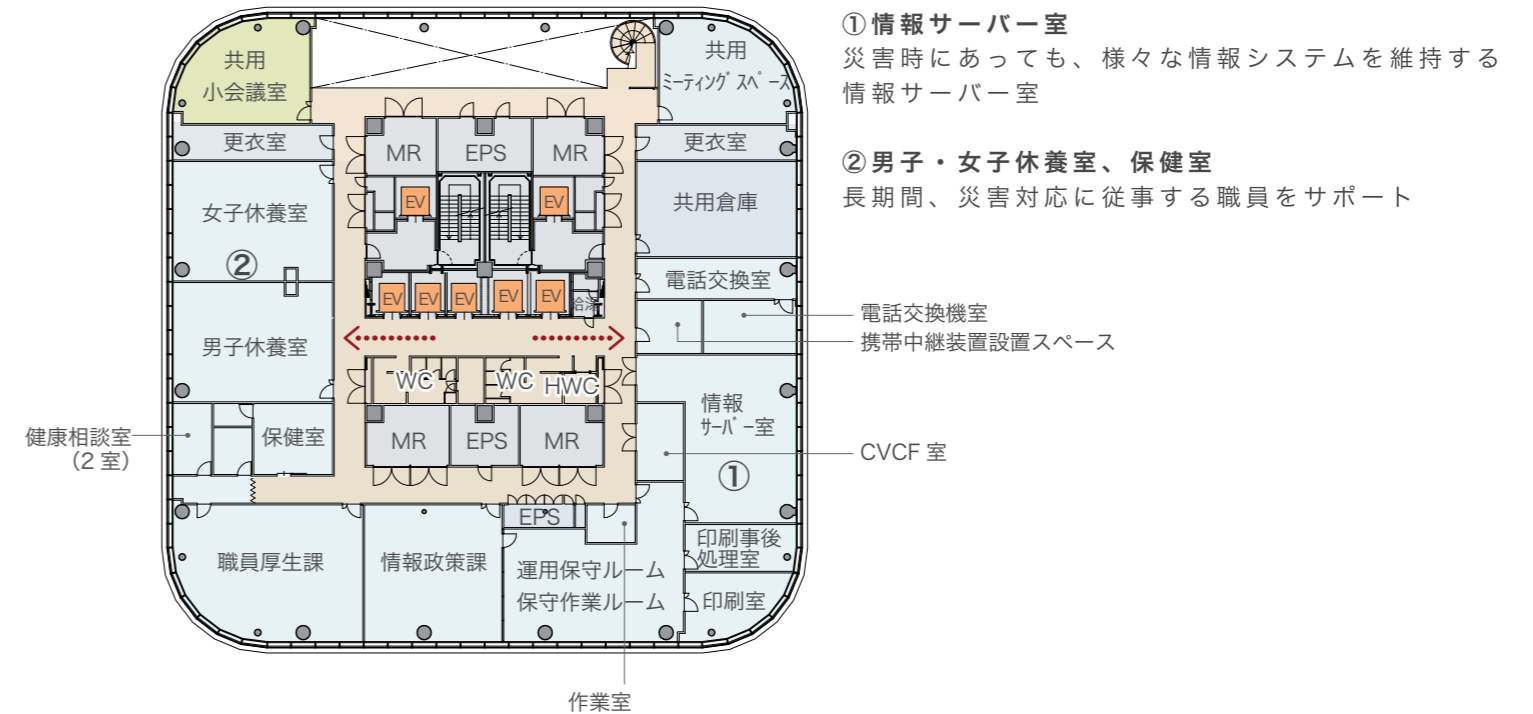 ①情報サーバー室
災害時にあっても、様々な情報システムを維持する
情報サーバー室
②男子・女子休養室、保健室
長期間、災害対応に従事する職員をサポート
共用
小会議室
共用
ミーティングスペース
更衣室
MR
EPS
MR
更衣室
EV
EV
女子休養室
共用倉庫
②
電話交換室
EV
EV
EV
EV
EV
給湯
電話交換機室
携帯中継装置設置スペース
男子休養室
WC
WC
HWC
情報
サーバー室
健康相談室
（2室）
保健室
MR
EPS
MR
CVCF 室
①
EPS
印刷事後
処理室
職員厚生課
情報政策課
運用保守ルーム
保守作業ルーム
印刷室
作業室